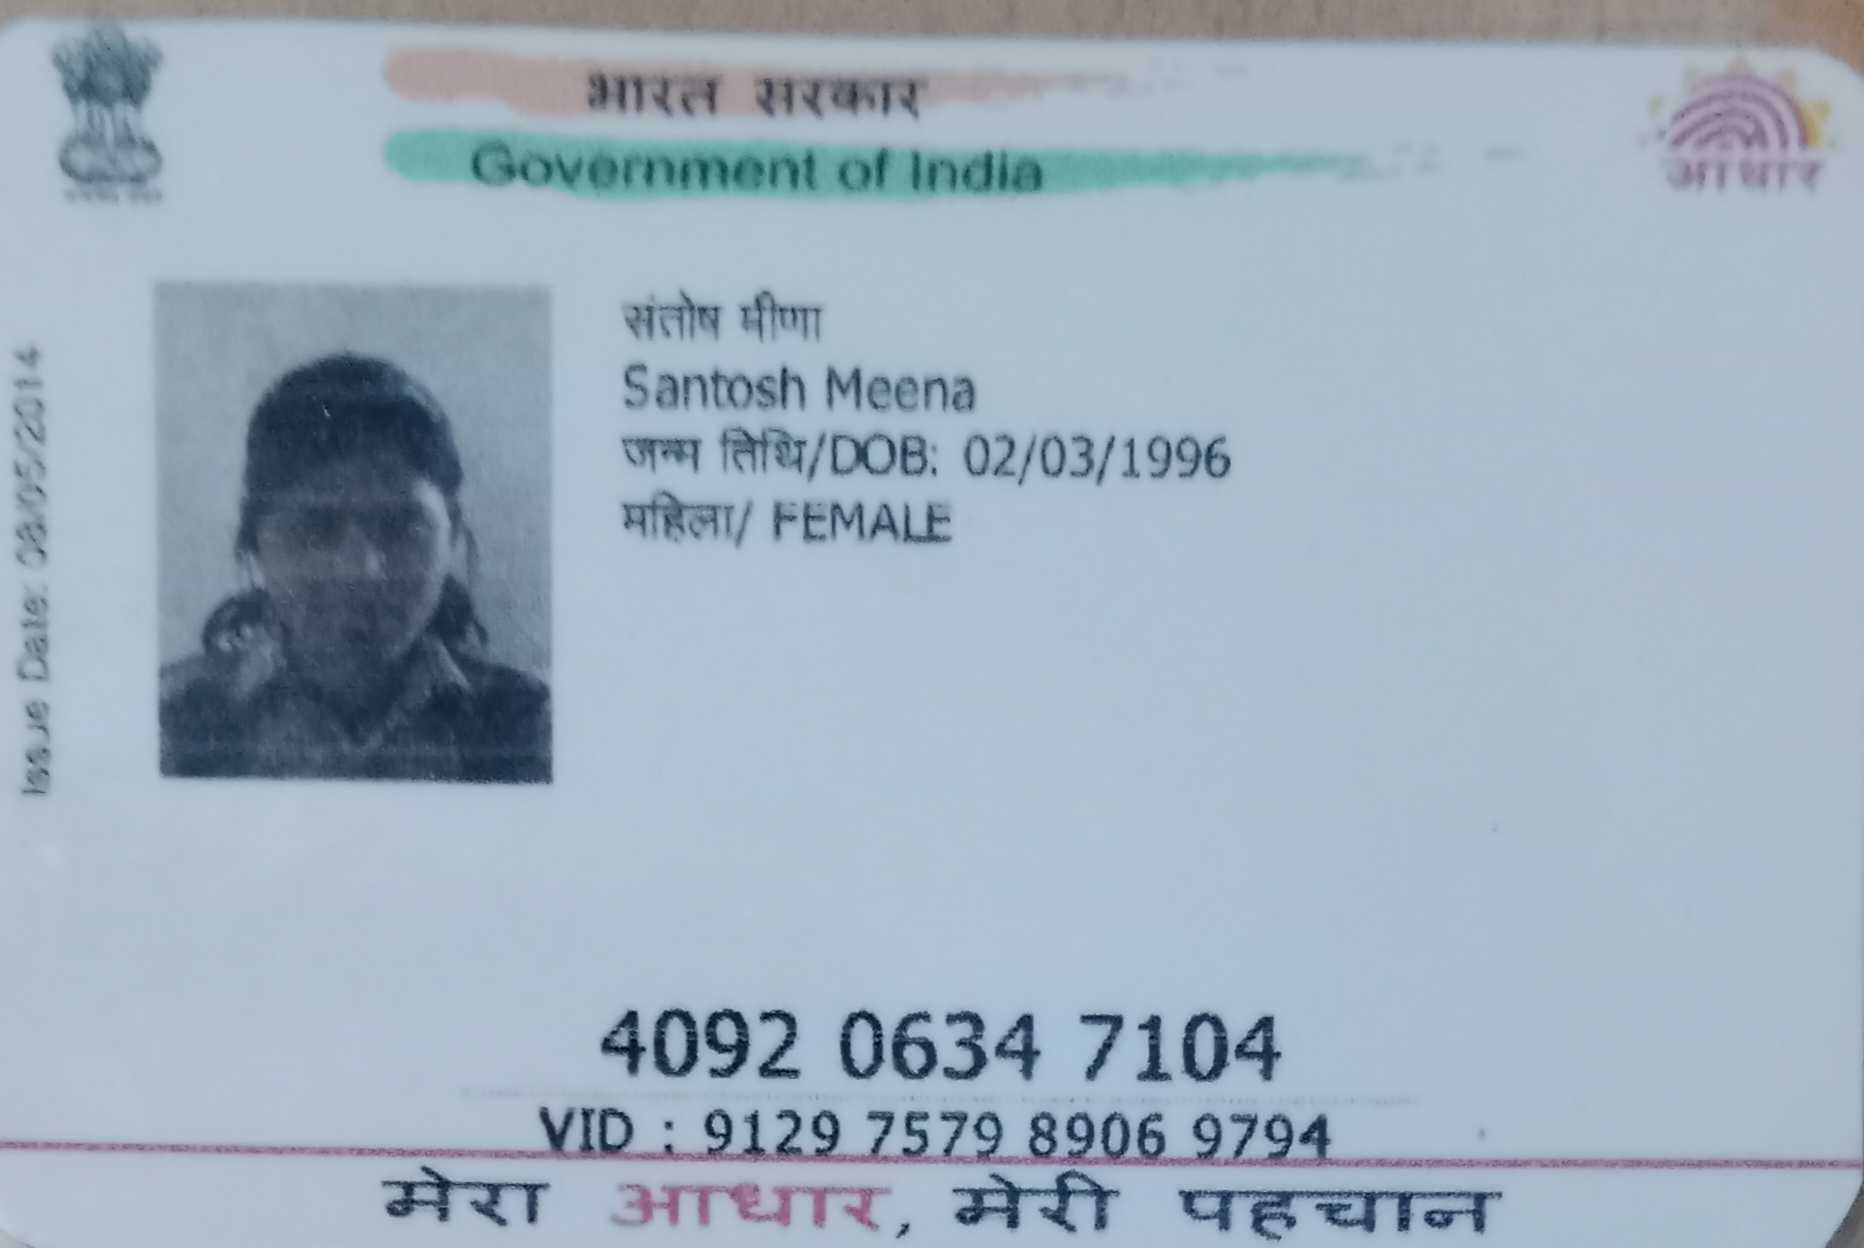 भारत सरकार
Government of India
आधार
Issue Date: 08/05/2014
संतोष मीणा
Santosh Meena
जन्म तिथि/DOB: 02/03/1996
महिला/ FEMALE
4092 0634 7104
VID : 9129 7579 8906 9794
मेरा आधार, मेरी पहचान